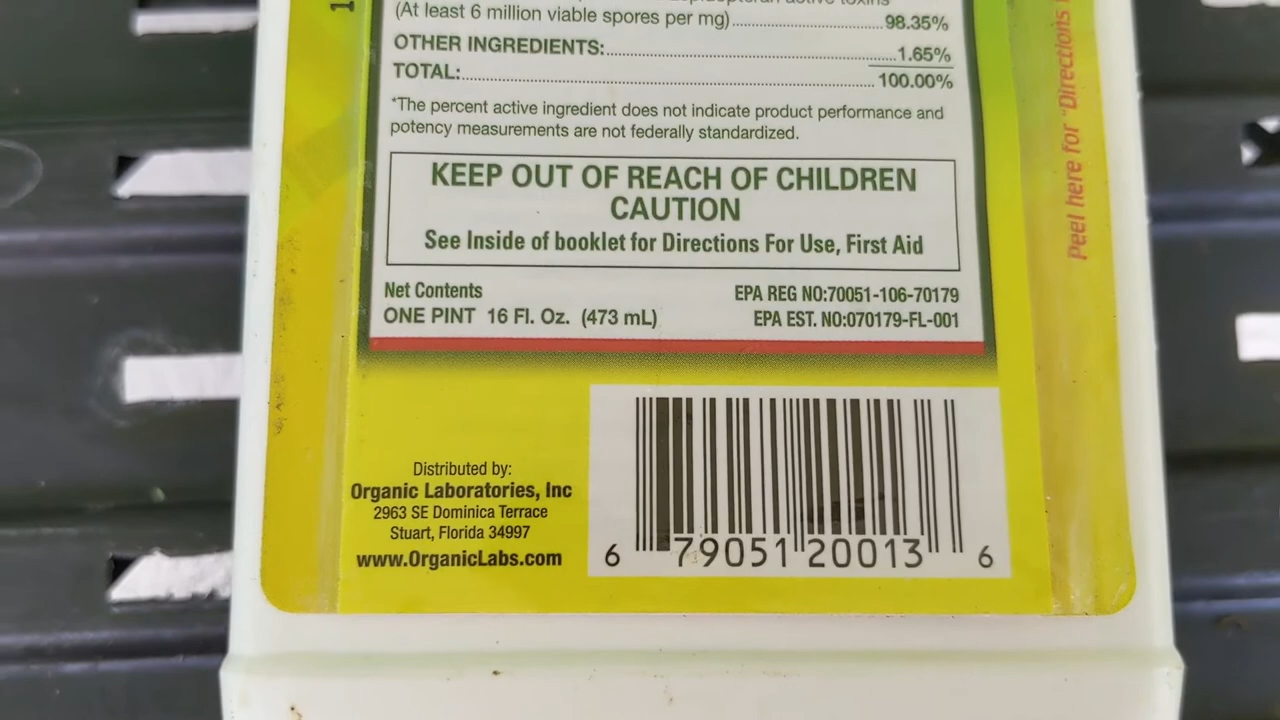 (At least 6 million viable spores per mg)..........98.35%
OTHER INGREDIENTS:..........1.65%
TOTAL:..........100.00%
*The percent active ingredient does not indicate product performance and
potency measurements are not federally standardized.
KEEP OUT OF REACH OF CHILDREN
CAUTION
See Inside of booklet for Directions For Use, First Aid
Net Contents
ONE PINT 16 Fl. Oz. (473 mL)
EPA REG NO:70051-106-70179
EPA EST. NO:070179-FL-001
Distributed by:
Organic Laboratories, Inc
2963 SE Dominica Terrace
Stuart, Florida 34997
www.OrganicLabs.com
6 79051 20013 6
Peel here for "Directions